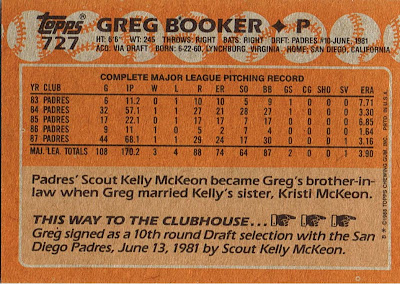 Topps
727
GREG BOOKER ✦ P
HT: 6'6" WT: 245 THROWS: RIGHT BATS: RIGHT DRAFT: PADRES #10-JUNE, 1981
ACQ: VIA DRAFT BORN: 6-22-60, LYNCHBURG, VIRGINIA HOME: SAN DIEGO, CALIFORNIA
COMPLETE MAJOR LEAGUE PITCHING RECORD
YR CLUB G IP W L R ER SO BB GS CG SHO SV ERA
83 PADRES 6 11.2 0 1 10 10 5 9 1 0 0 0 7.71
84 PADRES 32 57.1 1 1 27 21 28 27 1 0 0 0 3.30
85 PADRES 17 22.1 0 1 17 17 7 17 0 0 0 0 6.85
86 PADRES 9 11.0 1 0 5 2 7 4 0 0 0 0 1.64
87 PADRES 44 68.1 1 1 29 24 17 30 0 0 0 1 3.16
MAJ. LEA. TOTALS 108 170.2 3 4 88 74 64 87 2 0 0 1 3.90
Padres' Scout Kelly McKeon became Greg's brother-in-
law when Greg married Kelly's sister, Kristi McKeon.
THIS WAY TO THE CLUBHOUSE...
Greg signed as a 10th round Draft selection with the San
Diego Padres, June 13, 1981 by Scout Kelly McKeon.
© 1988 TOPPS CHEWING GUM, INC. PRTD. IN U.S.A.